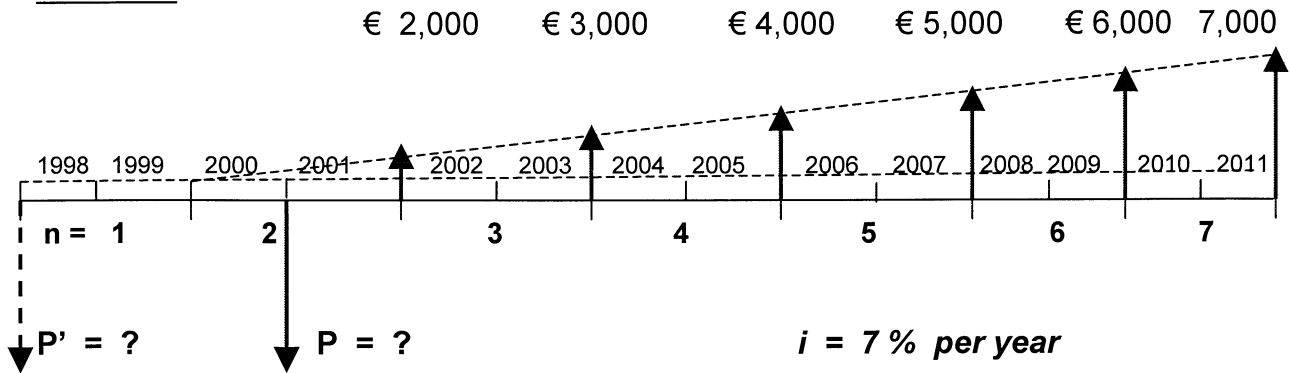 € 2,000 € 3,000 € 4,000 € 5,000 € 6,000 7,000
1998 1999 2000 2001 2002 2003 2004 2005 2006 2007 2008 2009 2010 2011
n = 1 2 3 4 5 6 7
P’ = ? P = ? i = 7 % per year